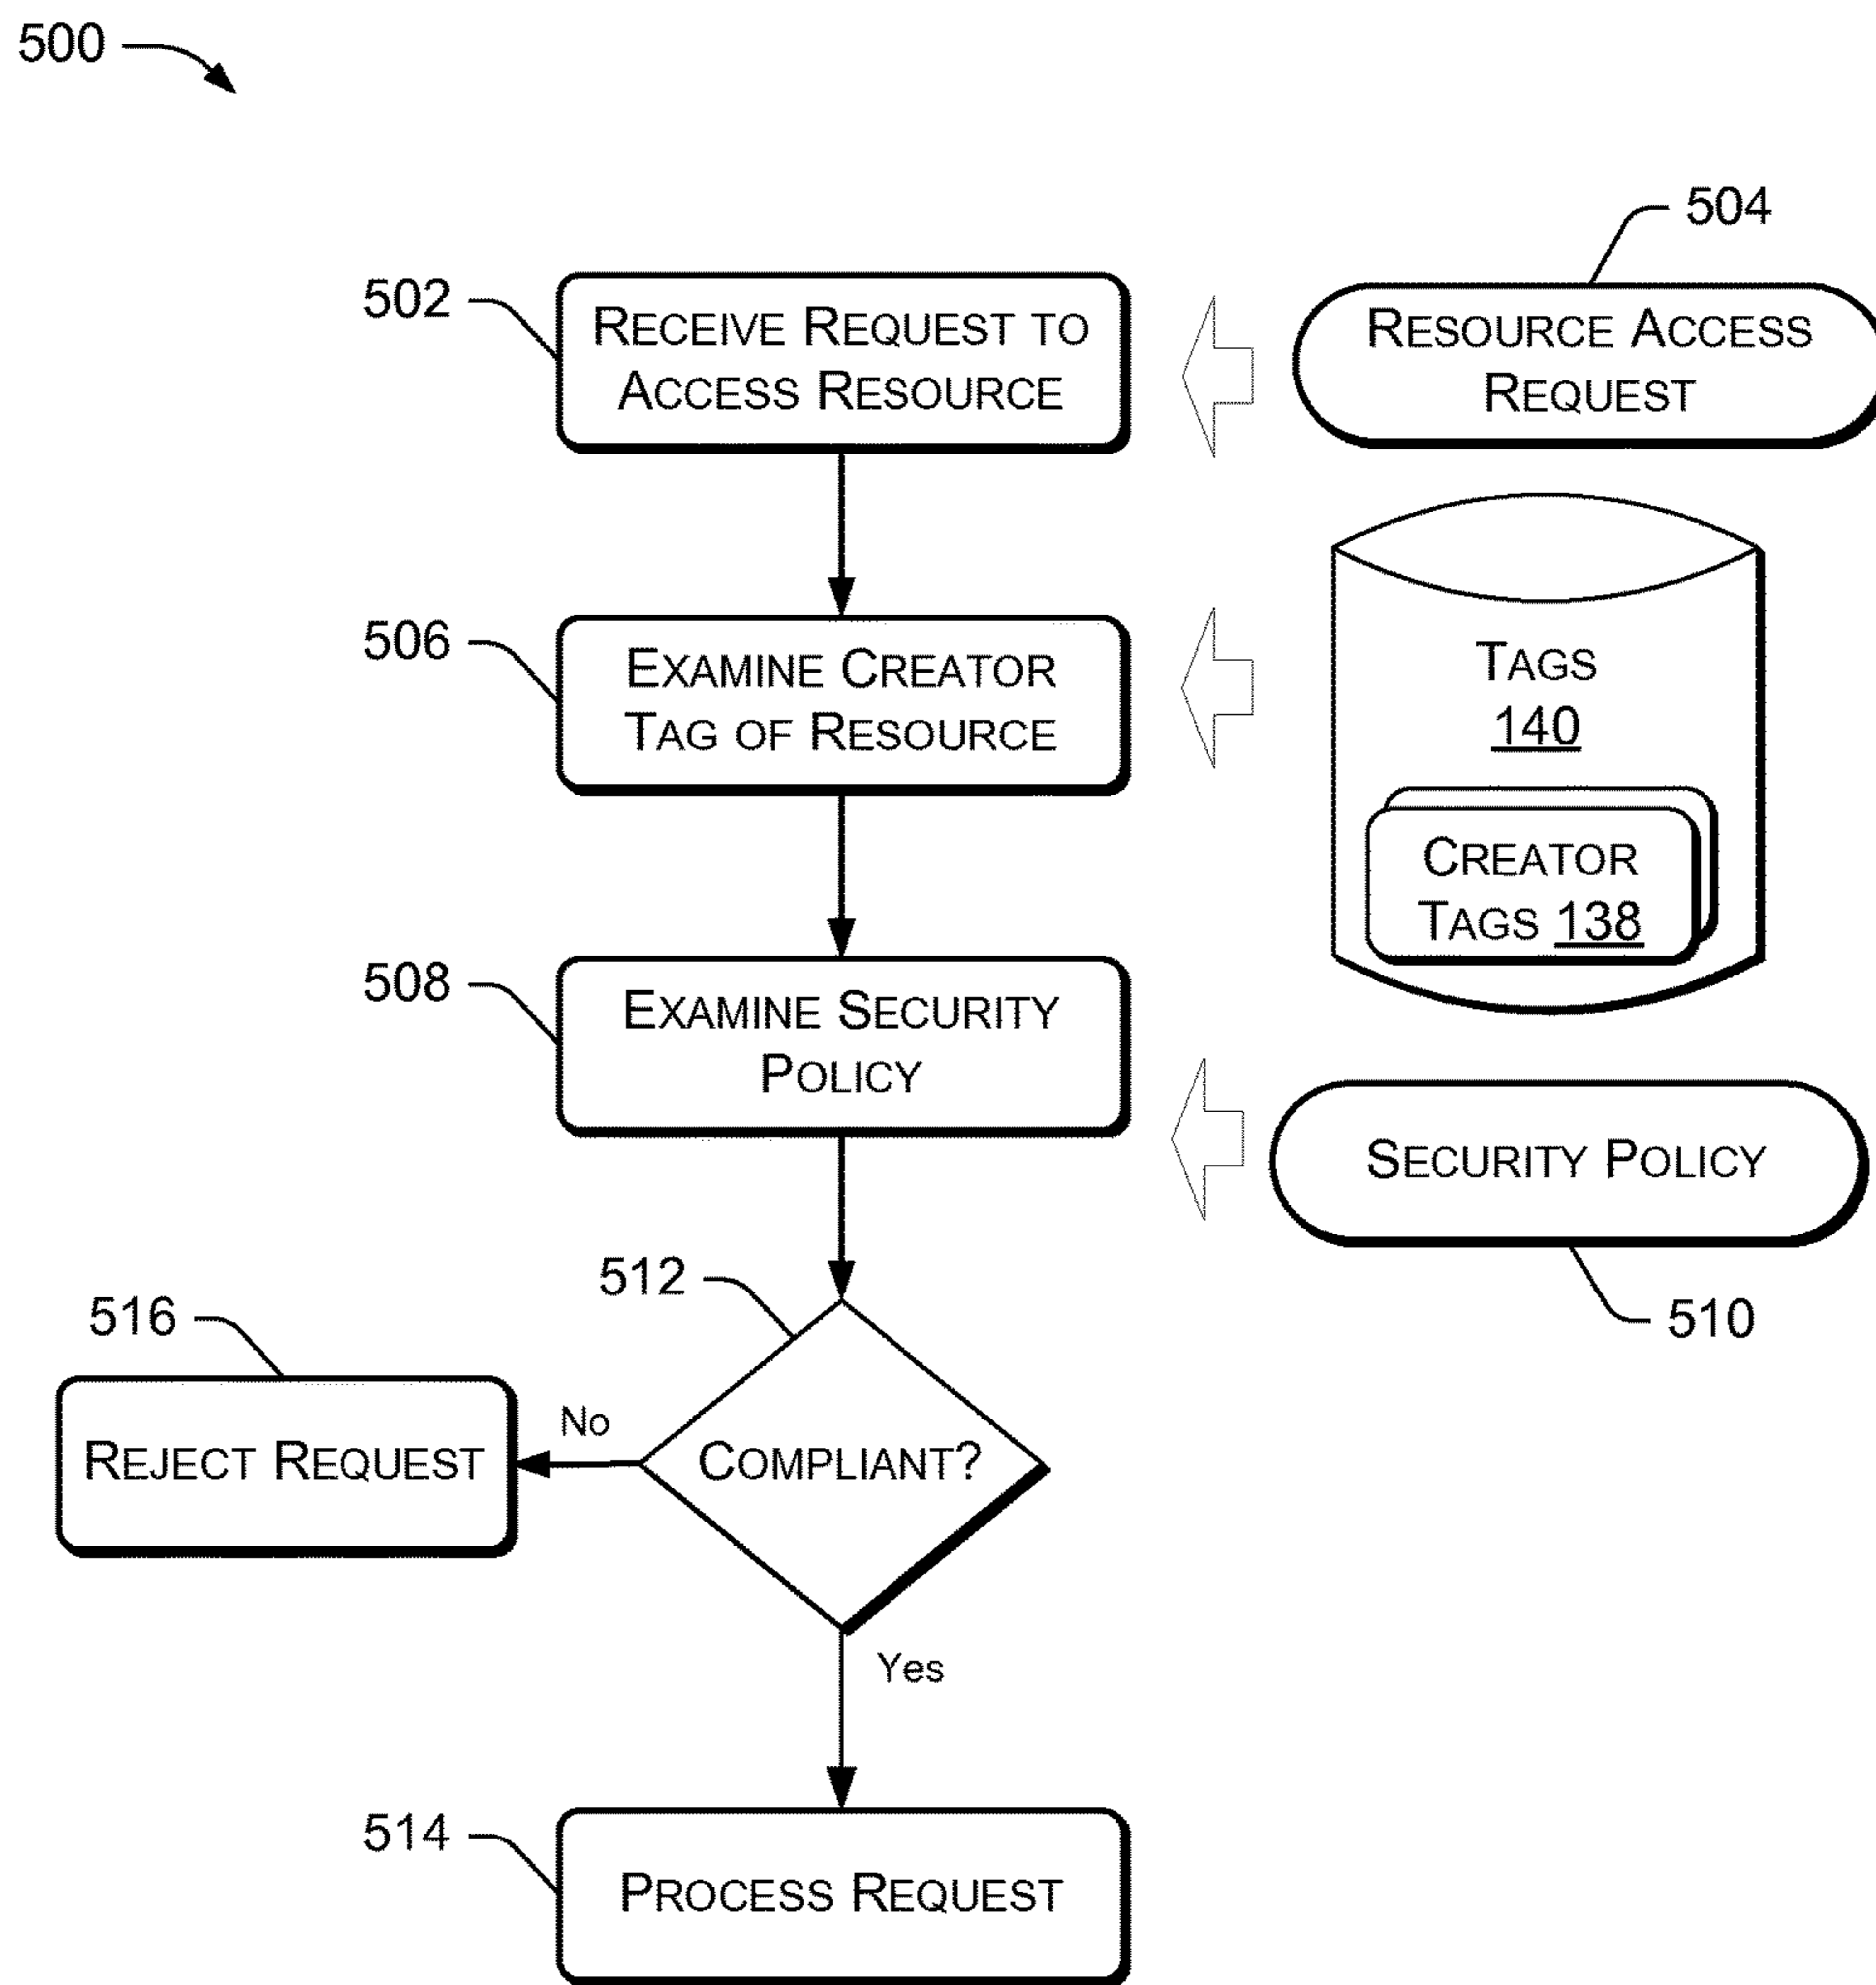 500
504
502
RECEIVE REQUEST TO
ACCESS RESOURCE
RESOURCE ACCESS
REQUEST
506
EXAMINE CREATOR
TAG OF RESOURCE
TAGS
140
CREATOR
TAGS 138
508
EXAMINE SECURITY
POLICY
SECURITY POLICY
510
512
516
REJECT REQUEST
No
COMPLIANT?
Yes
514
PROCESS REQUEST